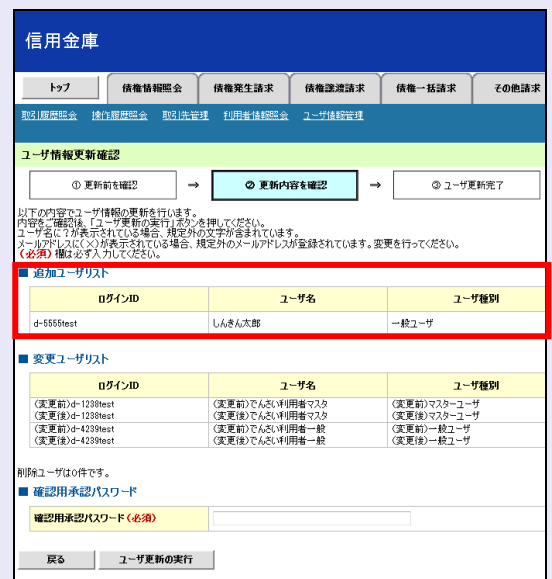 信用金庫
トップ 債権情報照会 債権発生請求 債権譲渡請求 債権一括請求 その他請求
取引履歴照会 操作履歴照会 取引先管理 利用者情報照会 ユーザ情報管理
ユーザ情報更新確認
① 更新前を確認 → ② 更新内容を確認 → ③ ユーザ更新完了
以下の内容でユーザ情報の更新を行います。
内容をご確認後、「ユーザ更新の実行」ボタンを押してください。
ユーザ名に?が表示されている場合、規定外の文字が含まれています。
メールアドレスに(×)が表示されている場合、規定外のメールアドレスが登録されています。変更を行ってください。
(必須)欄は必ず入力してください。
■ 追加ユーザリスト
ログインID ユーザ名 ユーザ種別
d-5555test しんきん太郎 一般ユーザ
■ 変更ユーザリスト
ログインID ユーザ名 ユーザ種別
(変更前)d-1238test (変更前)でんさい利用者マスタ (変更前)マスターユーザ
(変更後)d-1238test (変更後)でんさい利用者マスタ (変更後)マスターユーザ
(変更前)d-4239test (変更前)でんさい利用者一般 (変更前)一般ユーザ
(変更後)d-4239test (変更後)でんさい利用者一般 (変更後)一般ユーザ
削除ユーザは0件です。
■ 確認用承認パスワード
確認用承認パスワード(必須)
戻る ユーザ更新の実行